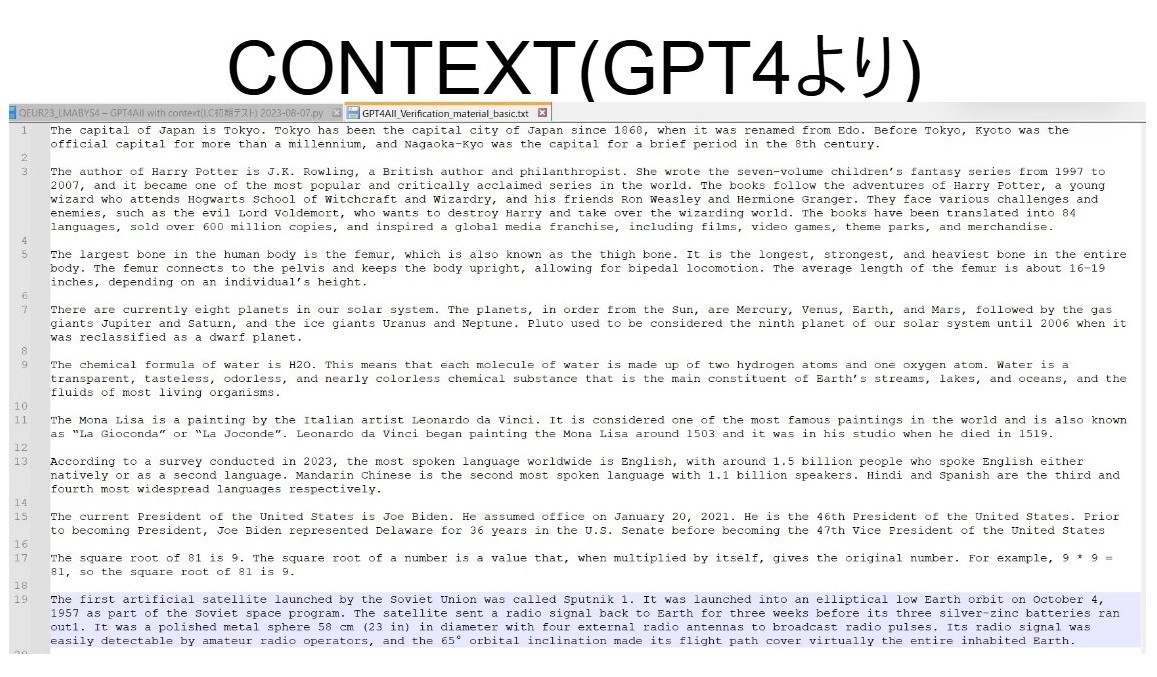 CONTEXT(GPT4より)
QEUR23_LMABYS4 – GPT4All with context(LC初期テスト) 2023-08-07.py GPT4All_Verification_material_basic.txt
1 The capital of Japan is Tokyo. Tokyo has been the capital city of Japan since 1868, when it was renamed from Edo. Before Tokyo, Kyoto was the
official capital for more than a millennium, and Nagaoka-Kyo was the capital for a brief period in the 8th century.
2
3 The author of Harry Potter is J.K. Rowling, a British author and philanthropist. She wrote the seven-volume children's fantasy series from 1997 to
2007, and it became one of the most popular and critically acclaimed series in the world. The books follow the adventures of Harry Potter, a young
wizard who attends Hogwarts School of Witchcraft and Wizardry, and his friends Ron Weasley and Hermione Granger. They face various challenges and
enemies, such as the evil Lord Voldemort, who wants to destroy Harry and take over the wizarding world. The books have been translated into 84
languages, sold over 600 million copies, and inspired a global media franchise, including films, video games, theme parks, and merchandise.
4
5 The largest bone in the human body is the femur, which is also known as the thigh bone. It is the longest, strongest, and heaviest bone in the entire
body. The femur connects to the pelvis and keeps the body upright, allowing for bipedal locomotion. The average length of the femur is about 16-19
inches, depending on an individual's height.
6
7 There are currently eight planets in our solar system. The planets, in order from the Sun, are Mercury, Venus, Earth, and Mars, followed by the gas
giants Jupiter and Saturn, and the ice giants Uranus and Neptune. Pluto used to be considered the ninth planet of our solar system until 2006 when it
was reclassified as a dwarf planet.
8
9 The chemical formula of water is H2O. This means that each molecule of water is made up of two hydrogen atoms and one oxygen atom. Water is a
transparent, tasteless, odorless, and nearly colorless chemical substance that is the main constituent of Earth's streams, lakes, and oceans, and the
fluids of most living organisms.
10
11 The Mona Lisa is a painting by the Italian artist Leonardo da Vinci. It is considered one of the most famous paintings in the world and is also known
as “La Gioconda” or “La Joconde”. Leonardo da Vinci began painting the Mona Lisa around 1503 and it was in his studio when he died in 1519.
12
13 According to a survey conducted in 2023, the most spoken language worldwide is English, with around 1.5 billion people who spoke English either
natively or as a second language. Mandarin Chinese is the second most spoken language with 1.1 billion speakers. Hindi and Spanish are the third and
fourth most widespread languages respectively.
14
15 The current President of the United States is Joe Biden. He assumed office on January 20, 2021. He is the 46th President of the United States. Prior
to becoming President, Joe Biden represented Delaware for 36 years in the U.S. Senate before becoming the 47th Vice President of the United States
16
17 The square root of 81 is 9. The square root of a number is a value that, when multiplied by itself, gives the original number. For example, 9 * 9 =
81, so the square root of 81 is 9.
18
19 The first artificial satellite launched by the Soviet Union was called Sputnik 1. It was launched into an elliptical low Earth orbit on October 4,
1957 as part of the Soviet space program. The satellite sent a radio signal back to Earth for three weeks before its three silver-zinc batteries ran
out1. It was a polished metal sphere 58 cm (23 in) in diameter with four external radio antennas to broadcast radio pulses. Its radio signal was
easily detectable by amateur radio operators, and the 65° orbital inclination made its flight path cover virtually the entire inhabited Earth.